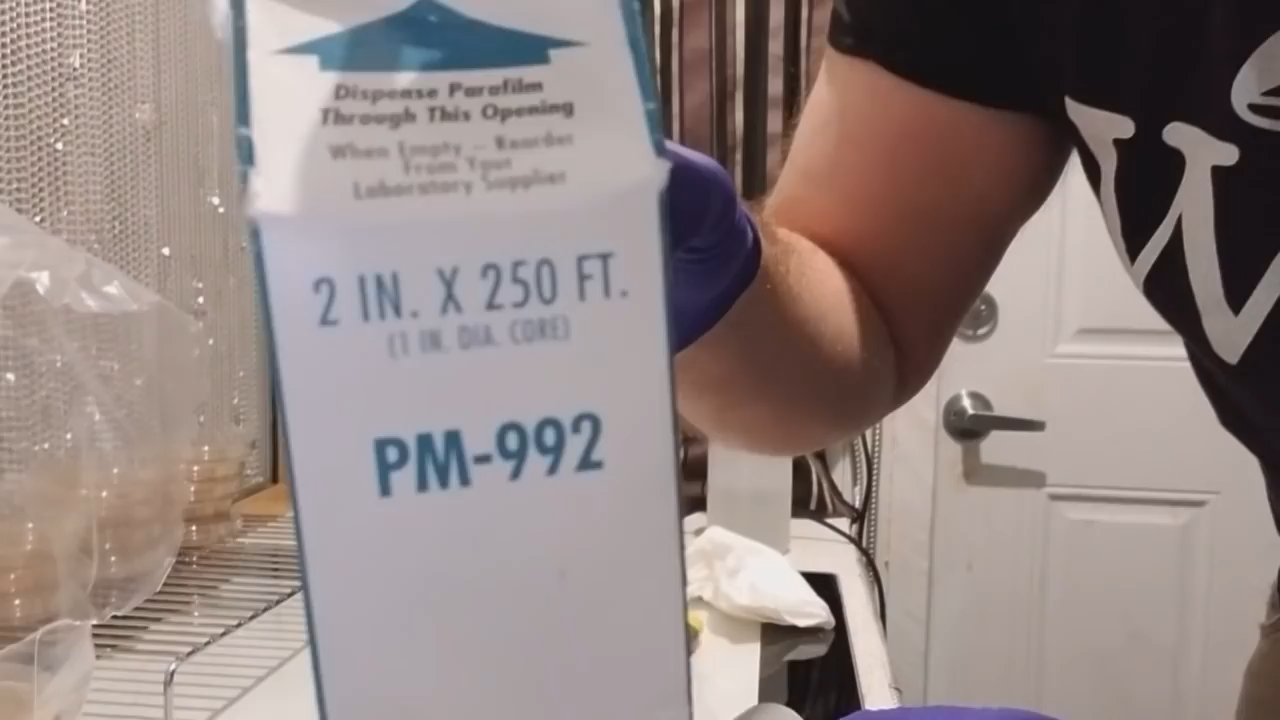 Dispense Parafilm
Through This Opening
When Empty – Reorder
From Your
Laboratory Supplier
2 IN. X 250 FT.
(1 IN. DIA. CORE)
PM-992
W